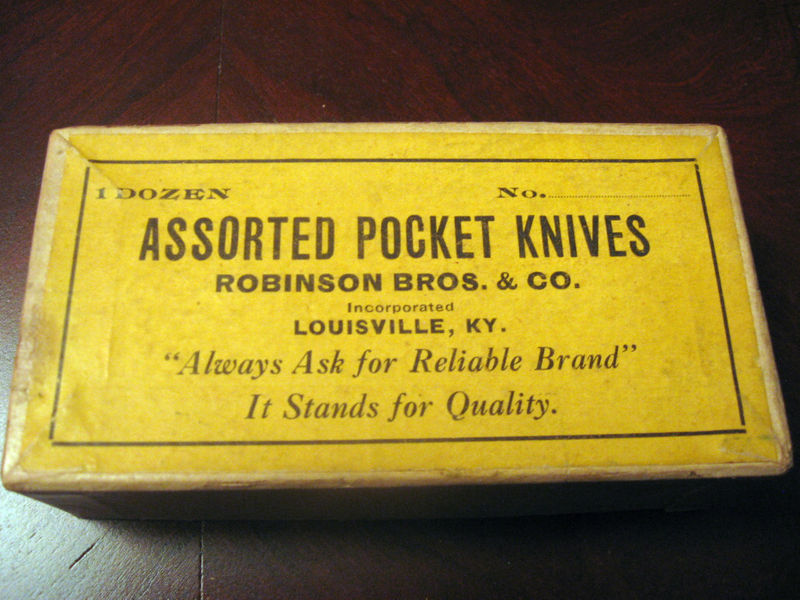 1 DOZEN No.
ASSORTED POCKET KNIVES
ROBINSON BROS. & CO.
Incorporated
LOUISVILLE, KY.
"Always Ask for Reliable Brand"
It Stands for Quality.